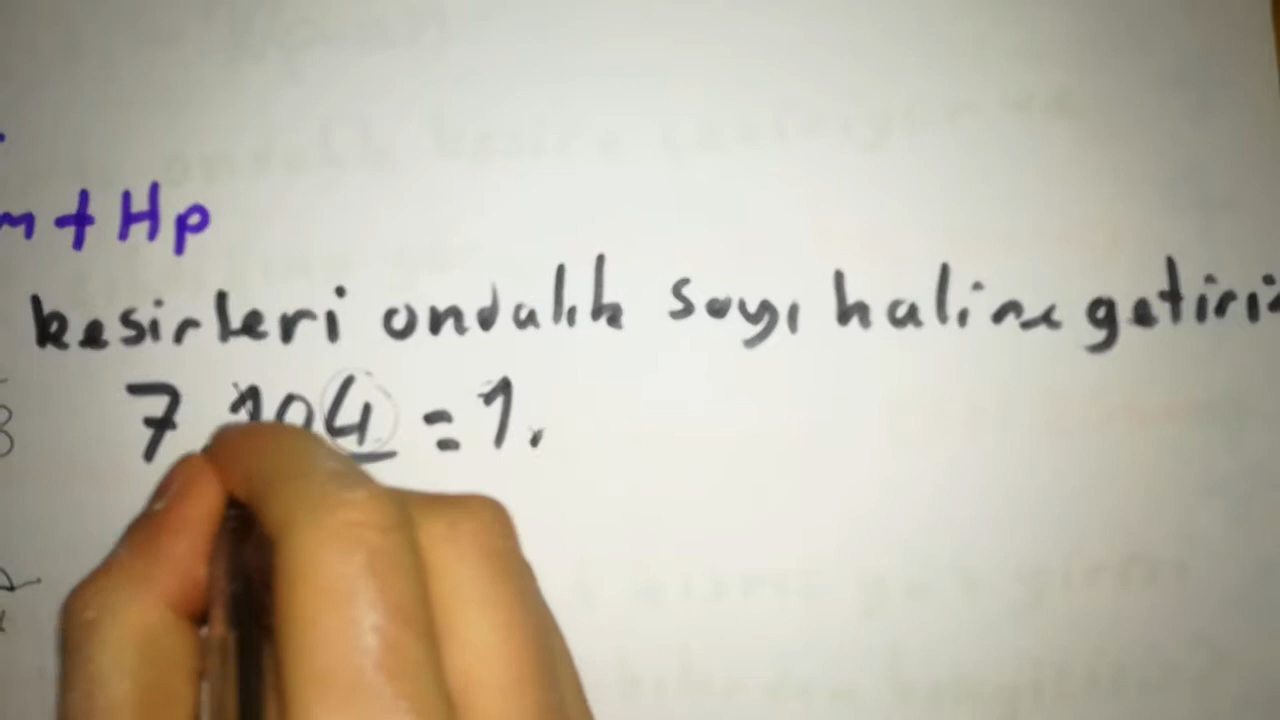 m + Hp
kesirleri ondalık sayı haline getiri
7 104 = 1.